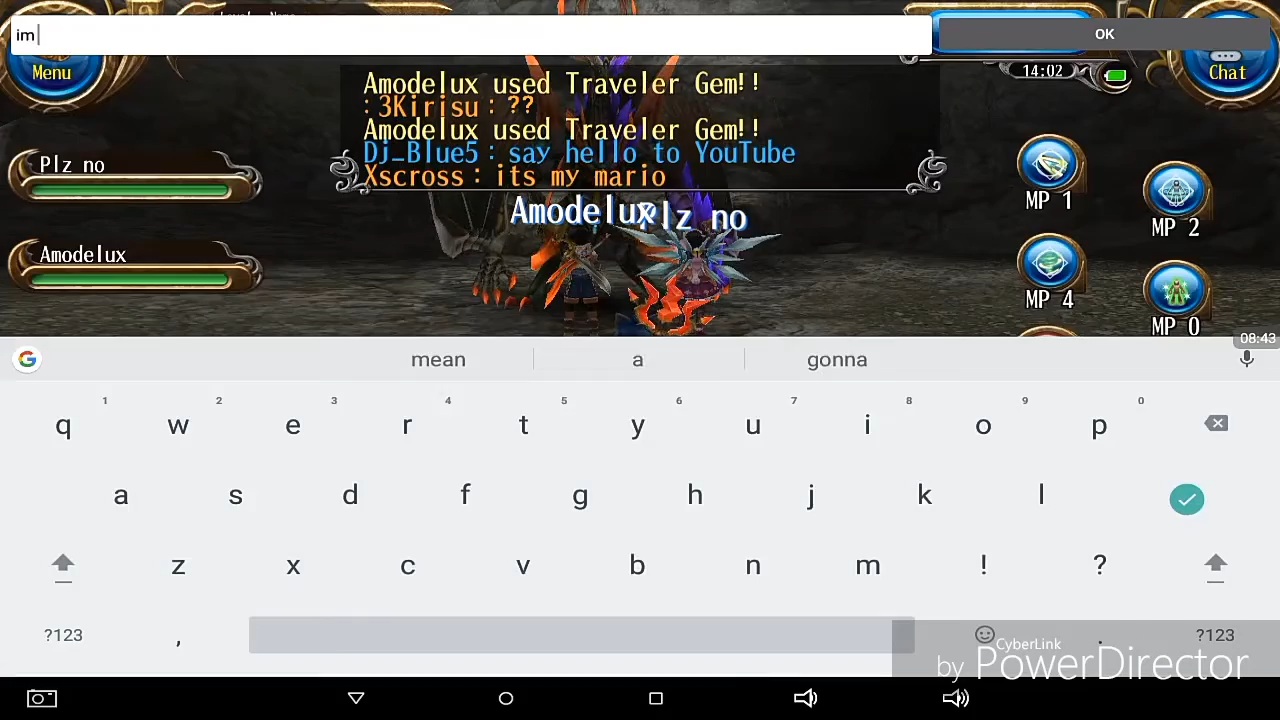 im
OK
Menu
14:02
Chat
Amodelux used Traveler Gem!!
: 3Kirisu : ??
Amodelux used Traveler Gem!!
Dj_Blue5 : say hello to YouTube
Xscross : its my mario
Plz no
Amodelux
Amodelux
Plz no
MP 1
MP 2
MP 4
MP 0
08:43
G
mean a gonna
1 2 3 4 5 6 7 8 9 0
q w e r t y u i o p
a s d f g h j k l
z x c v b n m ! ?
?123 , . ?123
CyberLink
by PowerDirector